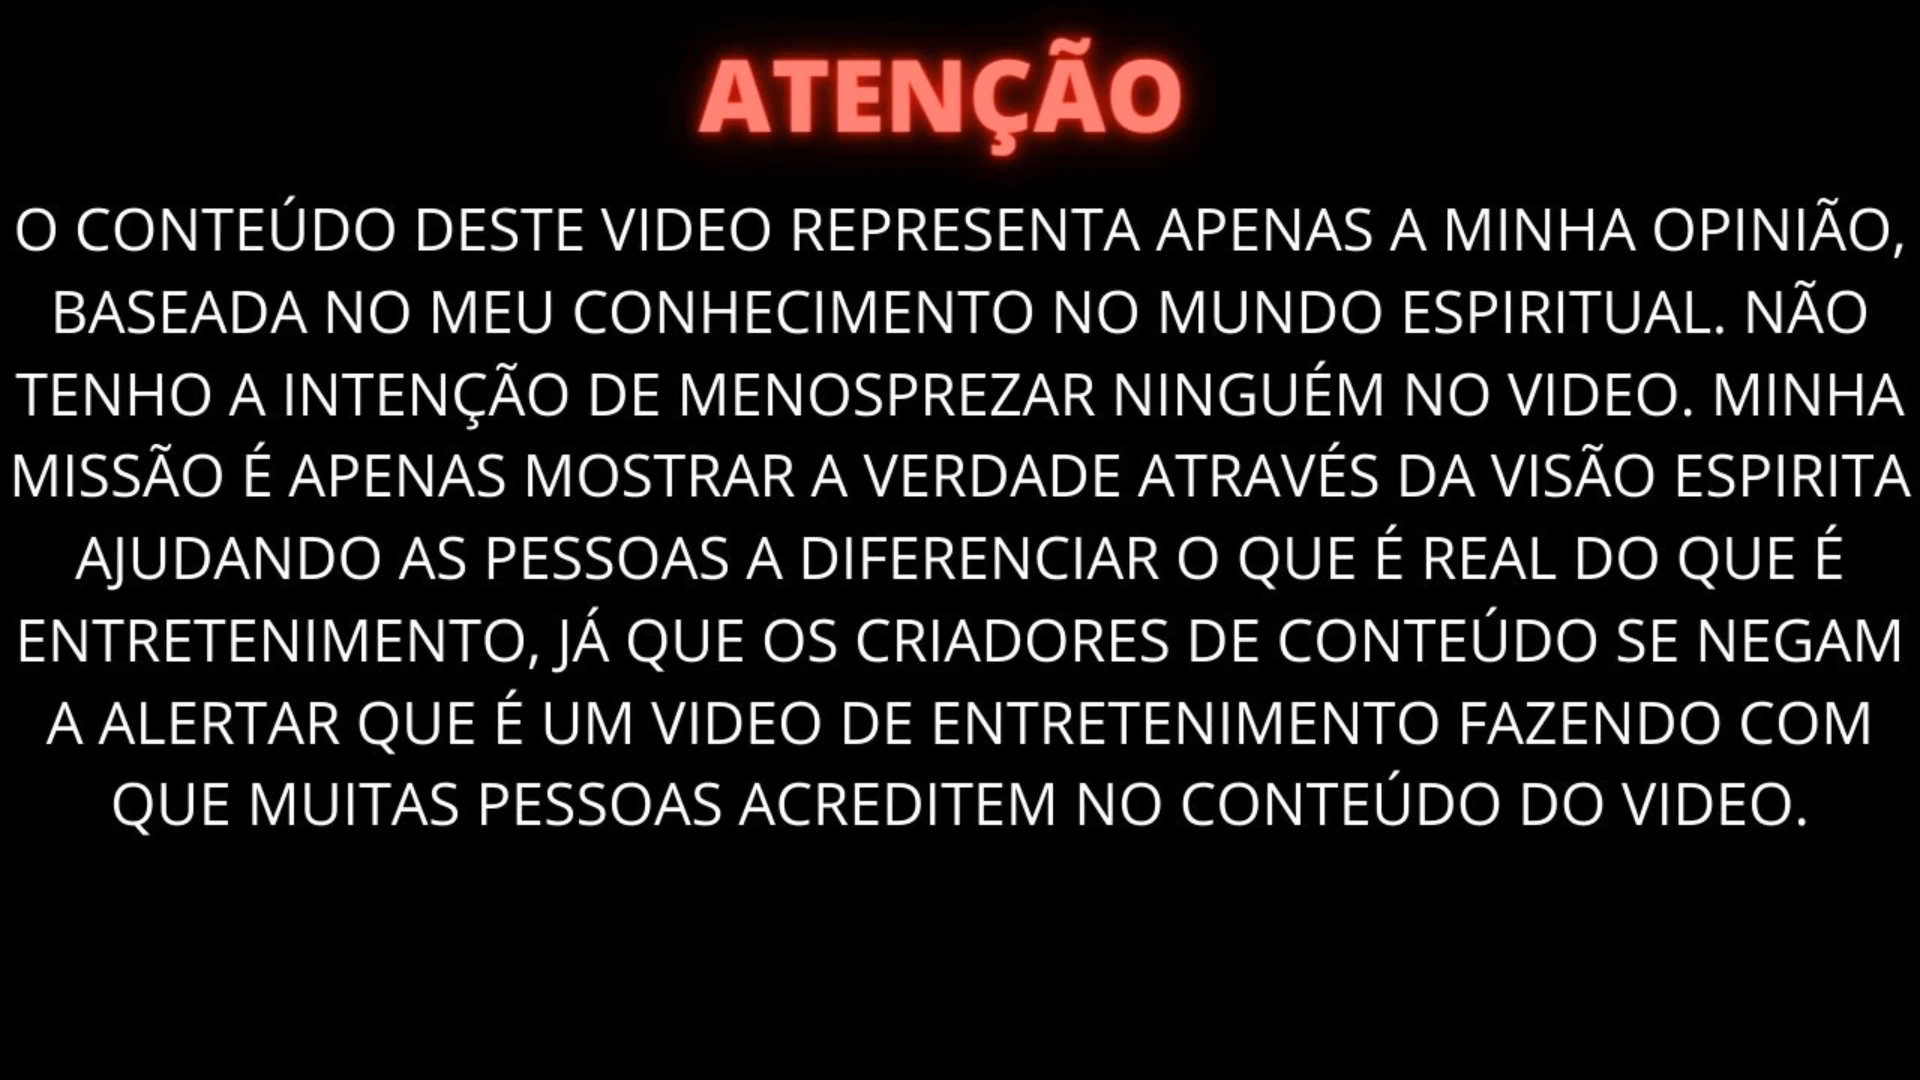 ATENÇÃO
O CONTEÚDO DESTE VIDEO REPRESENTA APENAS A MINHA OPINIÃO,
BASEADA NO MEU CONHECIMENTO NO MUNDO ESPIRITUAL. NÃO
TENHO A INTENÇÃO DE MENOSPREZAR NINGUÉM NO VIDEO. MINHA
MISSÃO É APENAS MOSTRAR A VERDADE ATRAVÉS DA VISÃO ESPIRITA
AJUDANDO AS PESSOAS A DIFERENCIAR O QUE É REAL DO QUE É
ENTRETENIMENTO, JÁ QUE OS CRIADORES DE CONTEÚDO SE NEGAM
A ALERTAR QUE É UM VIDEO DE ENTRETENIMENTO FAZENDO COM
QUE MUITAS PESSOAS ACREDITEM NO CONTEÚDO DO VIDEO.